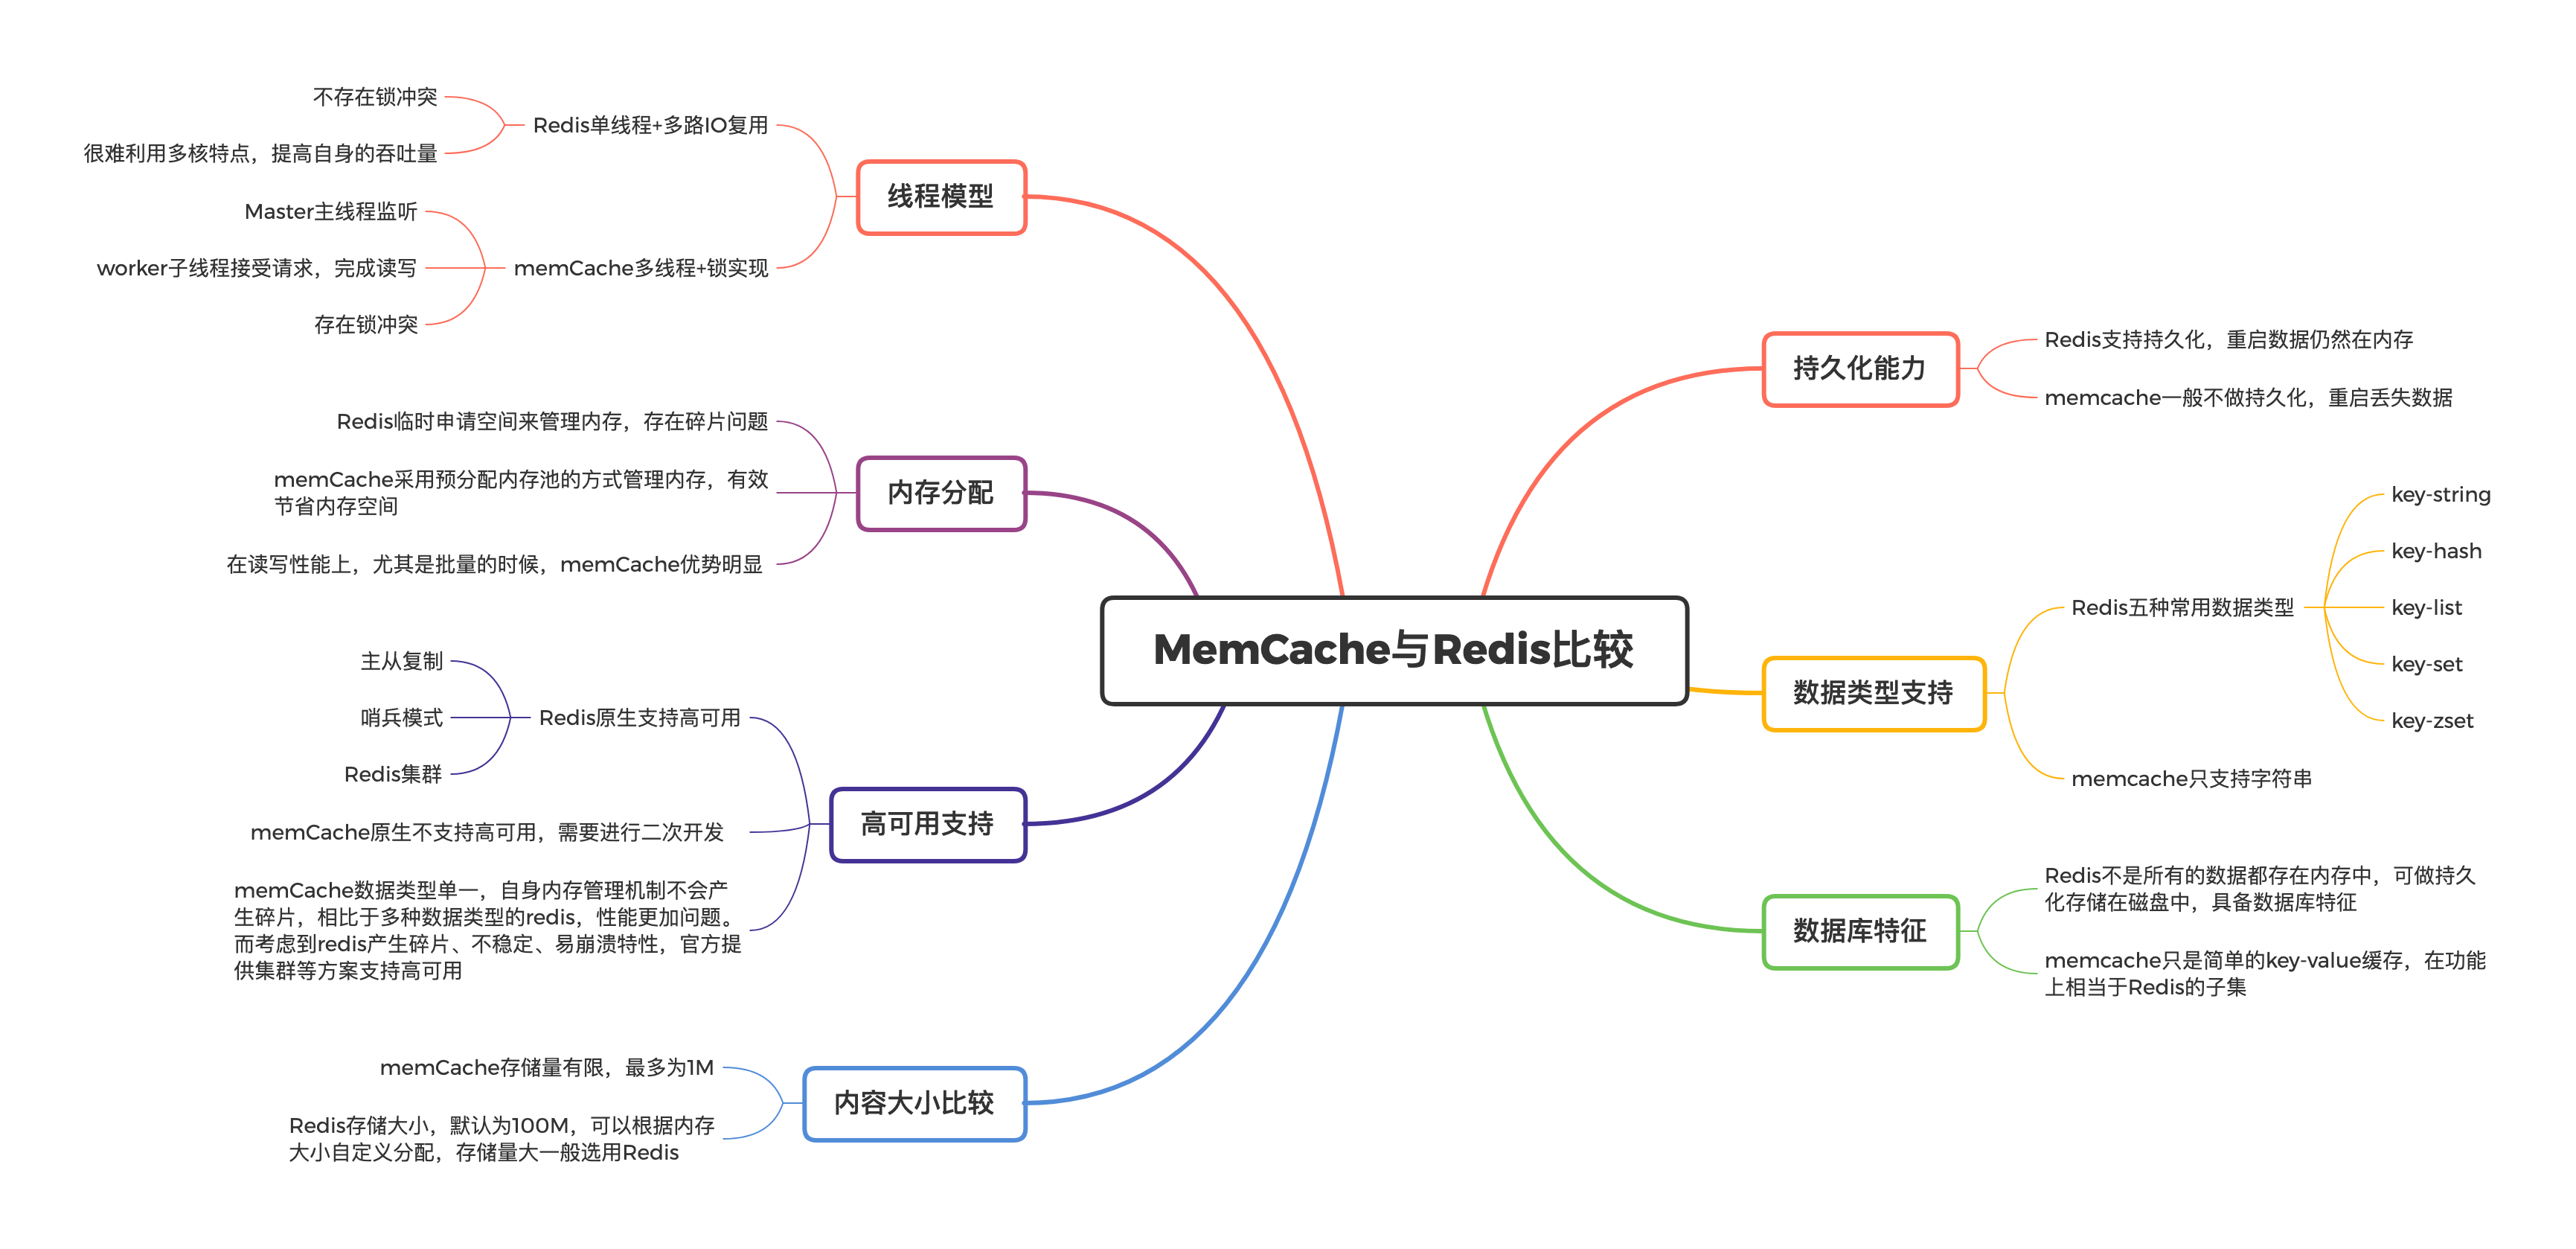 MemCache与Redis比较
持久化能力
Redis支持持久化，重启数据仍然在内存
memcache一般不做持久化，重启丢失数据
数据类型支持
Redis五种常用数据类型
key-string
key-hash
key-list
key-set
key-zset
memcache只支持字符串
数据库特征
Redis不是所有的数据都存在内存中，可做持久
化存储在磁盘中，具备数据库特征
memcache只是简单的key-value缓存，在功能
上相当于Redis的子集
线程模型
Redis单线程+多路IO复用
不存在锁冲突
很难利用多核特点，提高自身的吞吐量
memCache多线程+锁实现
Master主线程监听
worker子线程接受请求，完成读写
存在锁冲突
内存分配
Redis临时申请空间来管理内存，存在碎片问题
memCache采用预分配内存池的方式管理内存，有效
节省内存空间
在读写性能上，尤其是批量的时候，memCache优势明显
高可用支持
Redis原生支持高可用
主从复制
哨兵模式
Redis集群
memCache原生不支持高可用，需要进行二次开发
memCache数据类型单一，自身内存管理机制不会产
生碎片，相比于多种数据类型的redis，性能更加问题。
而考虑到redis产生碎片、不稳定、易崩溃特性，官方提
供集群等方案支持高可用
内容大小比较
memCache存储量有限，最多为1M
Redis存储大小，默认为100M，可以根据内存
大小自定义分配，存储量大一般选用Redis